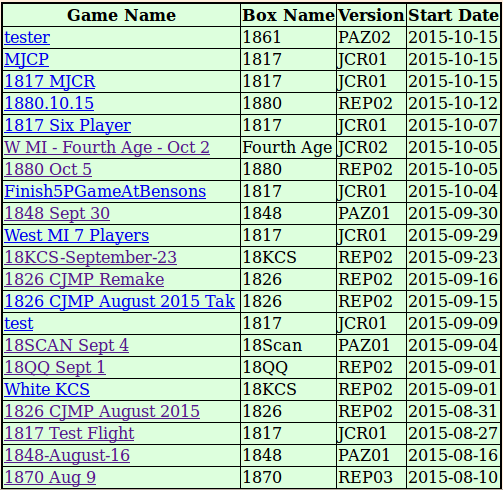 Game Name Box Name Version Start Date
tester 1861 PAZ02 2015-10-15
MJCP 1817 JCR01 2015-10-15
1817 MJCR 1817 JCR01 2015-10-15
1880.10.15 1880 REP02 2015-10-12
1817 Six Player 1817 JCR01 2015-10-07
W MI - Fourth Age - Oct 2 Fourth Age JCR02 2015-10-05
1880 Oct 5 1880 REP02 2015-10-05
Finish5PGameAtBensons 1817 JCR01 2015-10-04
1848 Sept 30 1848 PAZ01 2015-09-30
West MI 7 Players 1817 JCR01 2015-09-29
18KCS-September-23 18KCS REP02 2015-09-23
1826 CJMP Remake 1826 REP02 2015-09-16
1826 CJMP August 2015 Tak 1826 REP02 2015-09-15
test 1817 JCR01 2015-09-09
18SCAN Sept 4 18Scan PAZ01 2015-09-04
18QQ Sept 1 18QQ REP02 2015-09-01
White KCS 18KCS REP02 2015-09-01
1826 CJMP August 2015 1826 REP02 2015-08-31
1817 Test Flight 1817 JCR01 2015-08-27
1848-August-16 1848 PAZ01 2015-08-16
1870 Aug 9 1870 REP03 2015-08-10